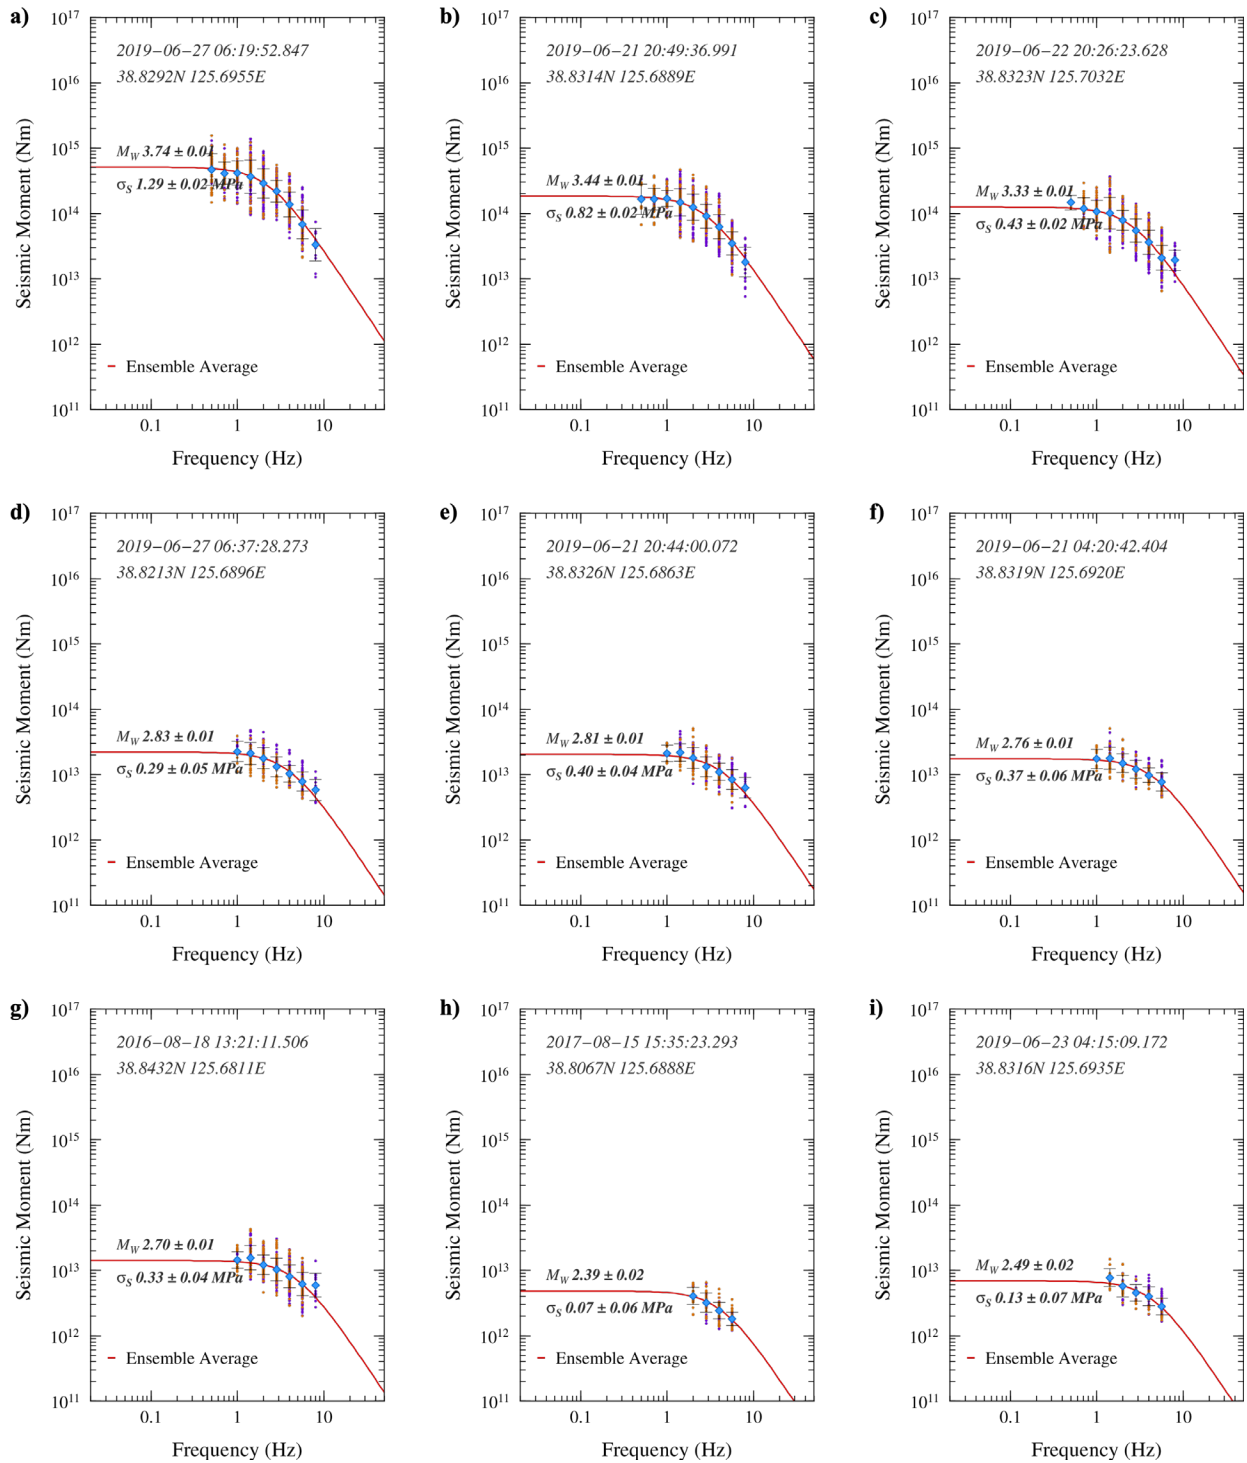 a)
10^17
10^16
10^15
10^14
10^13
10^12
10^11
Seismic Moment (Nm)
2019−06−27 06:19:52.847
38.8292N 125.6955E
M_W 3.74 ± 0.01
σ_S 1.29 ± 0.02 MPa
Ensemble Average
0.1 1 10
Frequency (Hz)
b)
10^17
10^16
10^15
10^14
10^13
10^12
10^11
Seismic Moment (Nm)
2019−06−21 20:49:36.991
38.8314N 125.6889E
M_W 3.44 ± 0.01
σ_S 0.82 ± 0.02 MPa
Ensemble Average
0.1 1 10
Frequency (Hz)
c)
10^17
10^16
10^15
10^14
10^13
10^12
10^11
Seismic Moment (Nm)
2019−06−22 20:26:23.628
38.8323N 125.7032E
M_W 3.33 ± 0.01
σ_S 0.43 ± 0.02 MPa
Ensemble Average
0.1 1 10
Frequency (Hz)
d)
10^17
10^16
10^15
10^14
10^13
10^12
10^11
Seismic Moment (Nm)
2019−06−27 06:37:28.273
38.8213N 125.6896E
M_W 2.83 ± 0.01
σ_S 0.29 ± 0.05 MPa
Ensemble Average
0.1 1 10
Frequency (Hz)
e)
10^17
10^16
10^15
10^14
10^13
10^12
10^11
Seismic Moment (Nm)
2019−06−21 20:44:00.072
38.8326N 125.6863E
M_W 2.81 ± 0.01
σ_S 0.40 ± 0.04 MPa
Ensemble Average
0.1 1 10
Frequency (Hz)
f)
10^17
10^16
10^15
10^14
10^13
10^12
10^11
Seismic Moment (Nm)
2019−06−21 04:20:42.404
38.8319N 125.6920E
M_W 2.76 ± 0.01
σ_S 0.37 ± 0.06 MPa
Ensemble Average
0.1 1 10
Frequency (Hz)
g)
10^17
10^16
10^15
10^14
10^13
10^12
10^11
Seismic Moment (Nm)
2016−08−18 13:21:11.506
38.8432N 125.6811E
M_W 2.70 ± 0.01
σ_S 0.33 ± 0.04 MPa
Ensemble Average
0.1 1 10
Frequency (Hz)
h)
10^17
10^16
10^15
10^14
10^13
10^12
10^11
Seismic Moment (Nm)
2017−08−15 15:35:23.293
38.8067N 125.6888E
M_W 2.39 ± 0.02
σ_S 0.07 ± 0.06 MPa
Ensemble Average
0.1 1 10
Frequency (Hz)
i)
10^17
10^16
10^15
10^14
10^13
10^12
10^11
Seismic Moment (Nm)
2019−06−23 04:15:09.172
38.8316N 125.6935E
M_W 2.49 ± 0.02
σ_S 0.13 ± 0.07 MPa
Ensemble Average
0.1 1 10
Frequency (Hz)